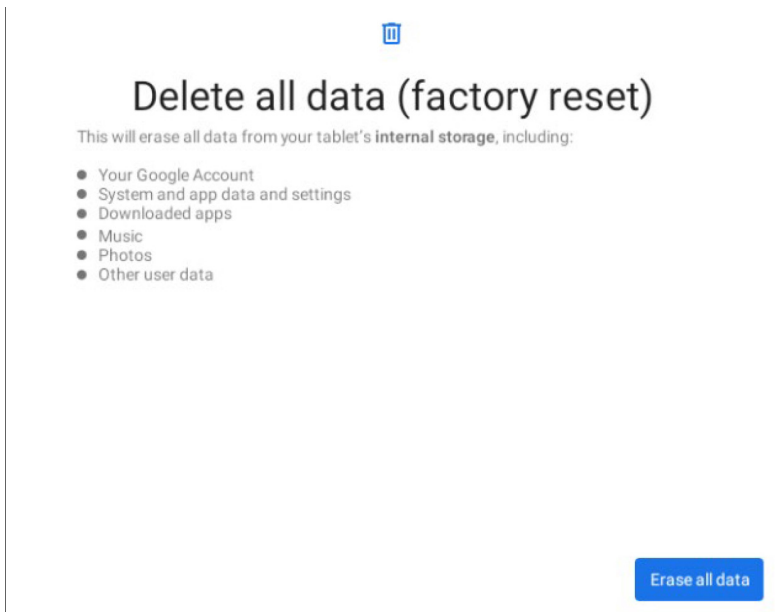 Delete all data (factory reset)
This will erase all data from your tablet's internal storage, including:
Your Google Account
System and app data and settings
Downloaded apps
Music
Photos
Other user data
Erase all data